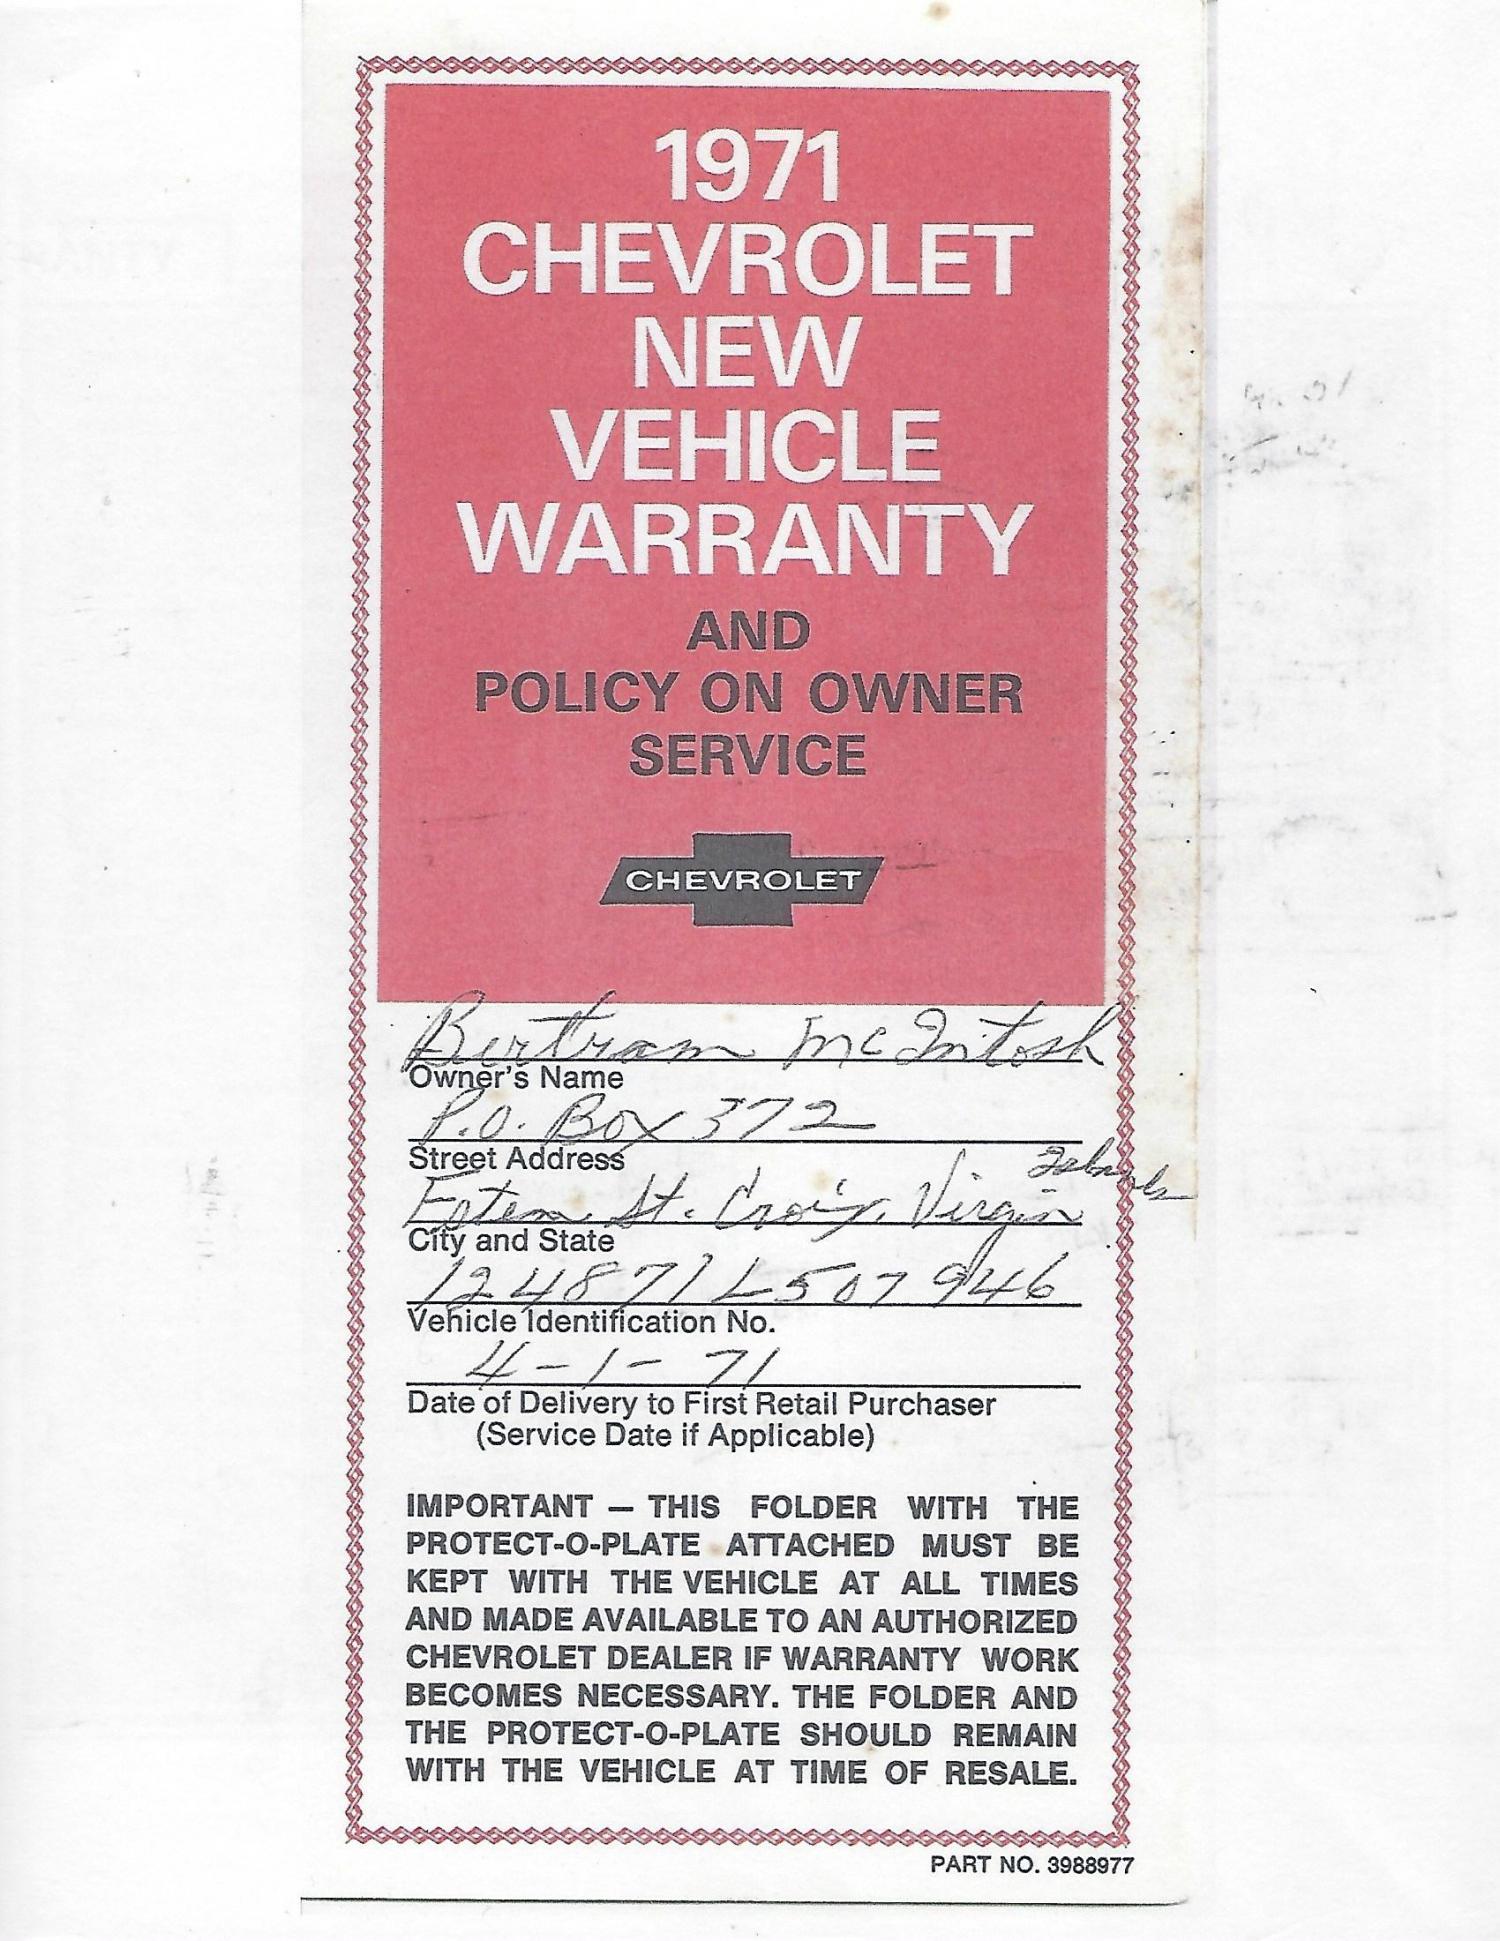 1971
CHEVROLET
NEW
VEHICLE
WARRANTY
AND
POLICY ON OWNER
SERVICE
CHEVROLET
Bertram McIntosh
Owner's Name
P.O. Box 372
Street Address
St. Croix, Virgin Islands
City and State
124871L507946
Vehicle Identification No.
4-1-71
Date of Delivery to First Retail Purchaser
(Service Date if Applicable)
IMPORTANT — THIS FOLDER WITH THE
PROTECT-O-PLATE ATTACHED MUST BE
KEPT WITH THE VEHICLE AT ALL TIMES
AND MADE AVAILABLE TO AN AUTHORIZED
CHEVROLET DEALER IF WARRANTY WORK
BECOMES NECESSARY. THE FOLDER AND
THE PROTECT-O-PLATE SHOULD REMAIN
WITH THE VEHICLE AT TIME OF RESALE.
PART NO. 3988977